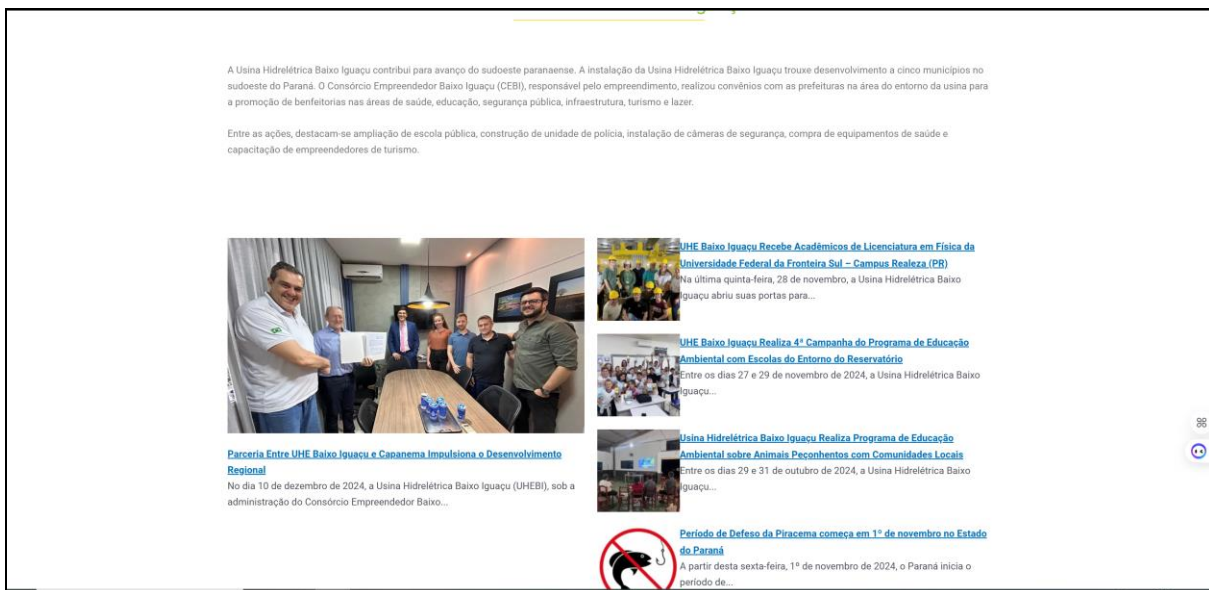 A Usina Hidrelétrica Baixo Iguaçu contribui para avanço do sudoeste paranaense. A instalação da Usina Hidrelétrica Baixo Iguaçu trouxe desenvolvimento a cinco municípios no
sudoeste do Paraná. O Consórcio Empreendedor Baixo Iguaçu (CEBI), responsável pelo empreendimento, realizou convênios com as prefeituras na área do entorno da usina para
a promoção de benfeitorias nas áreas de saúde, educação, segurança pública, infraestrutura, turismo e lazer.
Entre as ações, destacam-se ampliação de escola pública, construção de unidade de polícia, instalação de câmeras de segurança, compra de equipamentos de saúde e
capacitação de empreendedores de turismo.
Parceria Entre UHE Baixo Iguaçu e Capanema Impulsiona o Desenvolvimento
Regional
No dia 10 de dezembro de 2024, a Usina Hidrelétrica Baixo Iguaçu (UHEBI), sob a
administração do Consórcio Empreendedor Baixo...
UHE Baixo Iguaçu Recebe Acadêmicos de Licenciatura em Física da
Universidade Federal da Fronteira Sul – Campus Realeza (PR)
Na última quinta-feira, 28 de novembro, a Usina Hidrelétrica Baixo
Iguaçu abriu suas portas para...
UHE Baixo Iguaçu Realiza 4ª Campanha do Programa de Educação
Ambiental com Escolas do Entorno do Reservatório
Entre os dias 27 e 29 de novembro de 2024, a Usina Hidrelétrica Baixo
Iguaçu...
Usina Hidrelétrica Baixo Iguaçu Realiza Programa de Educação
Ambiental sobre Animais Peçonhentos com Comunidades Locais
Entre os dias 29 e 31 de outubro de 2024, a Usina Hidrelétrica Baixo
Iguaçu...
Período de Defeso da Piracema começa em 1º de novembro no Estado
do Paraná
A partir desta sexta-feira, 1º de novembro de 2024, o Paraná inicia o
período de...